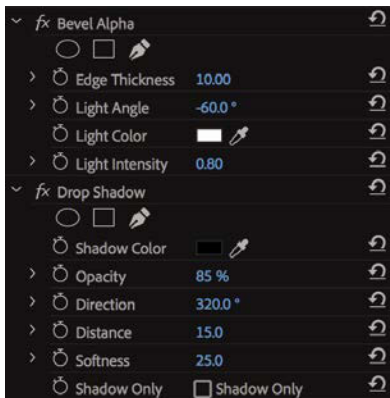 fx Bevel Alpha
Edge Thickness 10.00
Light Angle -60.0 °
Light Color
Light Intensity 0.80
fx Drop Shadow
Shadow Color
Opacity 85 %
Direction 320.0 °
Distance 15.0
Softness 25.0
Shadow Only Shadow Only